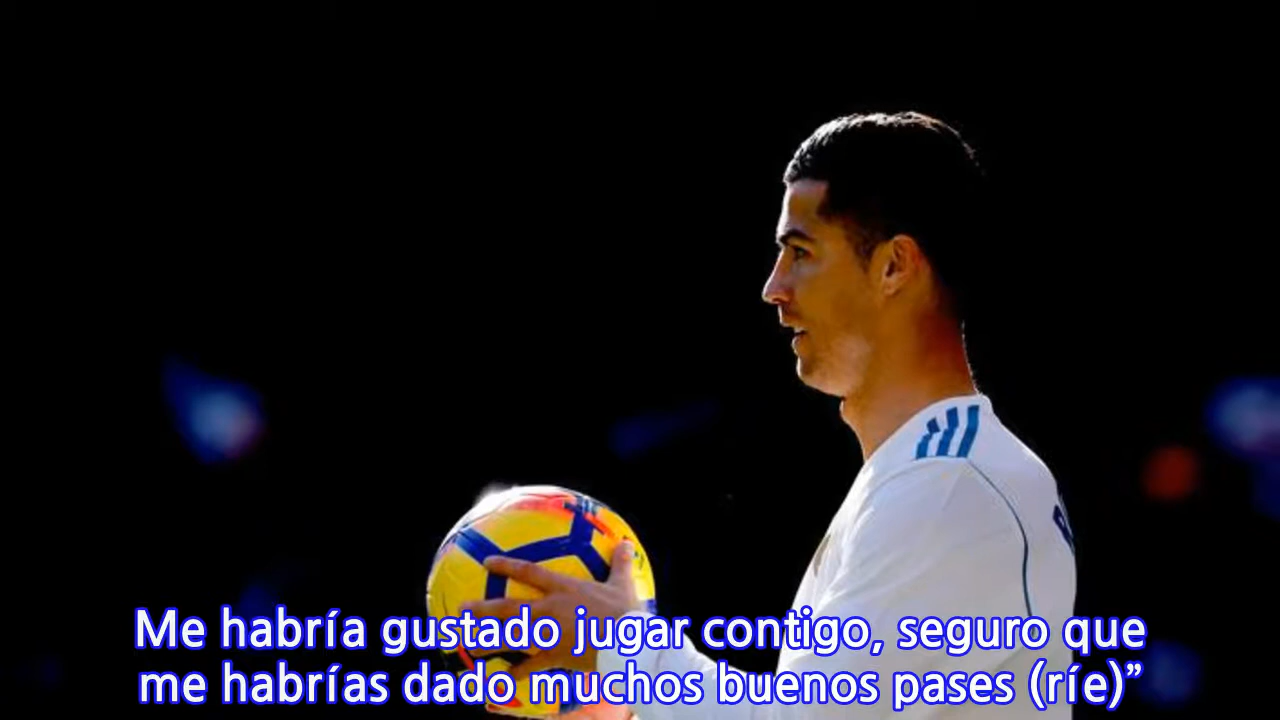 Me habría gustado jugar contigo, seguro que
me habrías dado muchos buenos pases (ríe)”